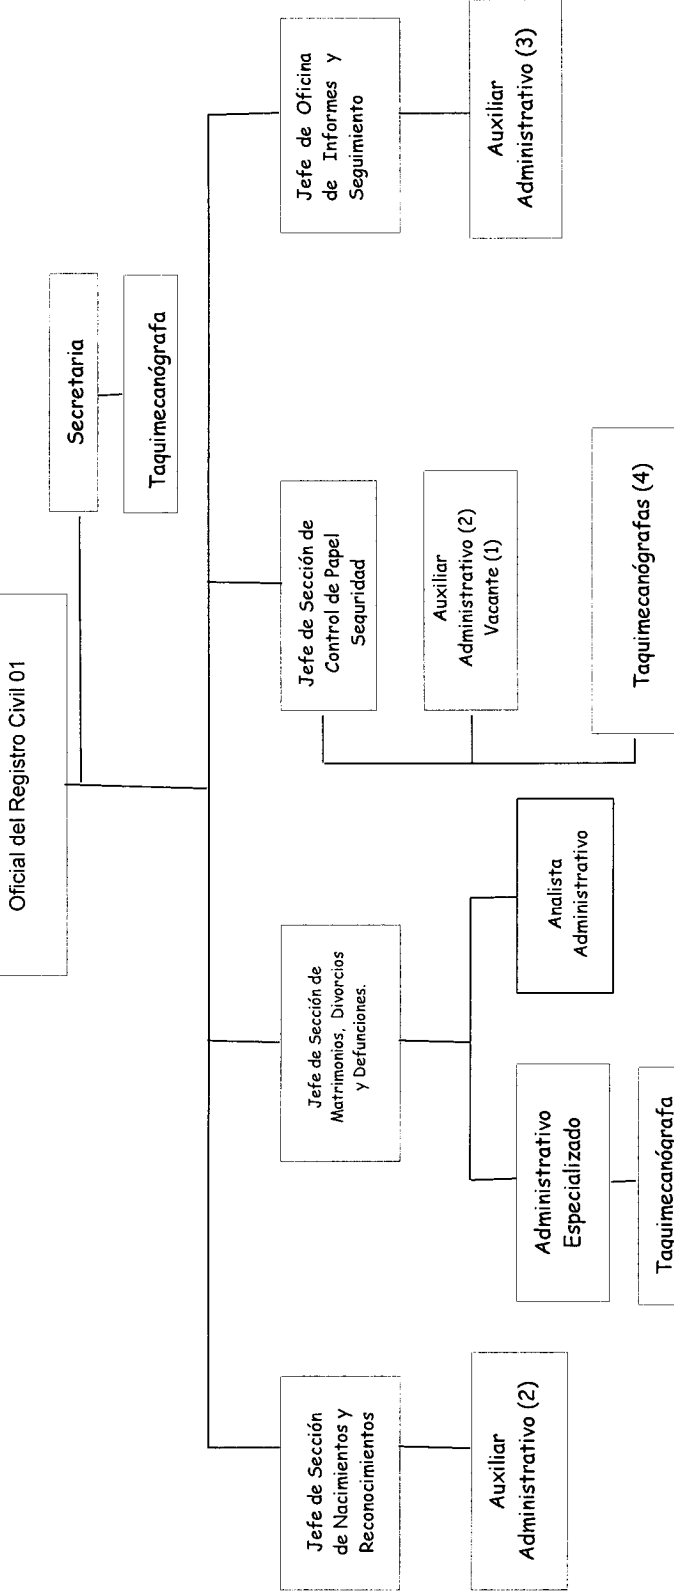 Oficial del Registro Civil 01
Secretaria
Taquimecanógrafa
Jefe de Sección
de Nacimientos y
Reconocimientos
Jefe de Sección de
Matrimonios, Divorcios
y Defunciones.
Jefe de Sección de
Control de Papel
Seguridad
Jefe de Oficina
de Informes y
Seguimiento
Auxiliar
Administrativo (2)
Administrativo
Especializado
Analista
Administrativo
Taquimecanógrafa
Auxiliar
Administrativo (2)
Vacante (1)
Taquimecanógrafas (4)
Auxiliar
Administrativo (3)